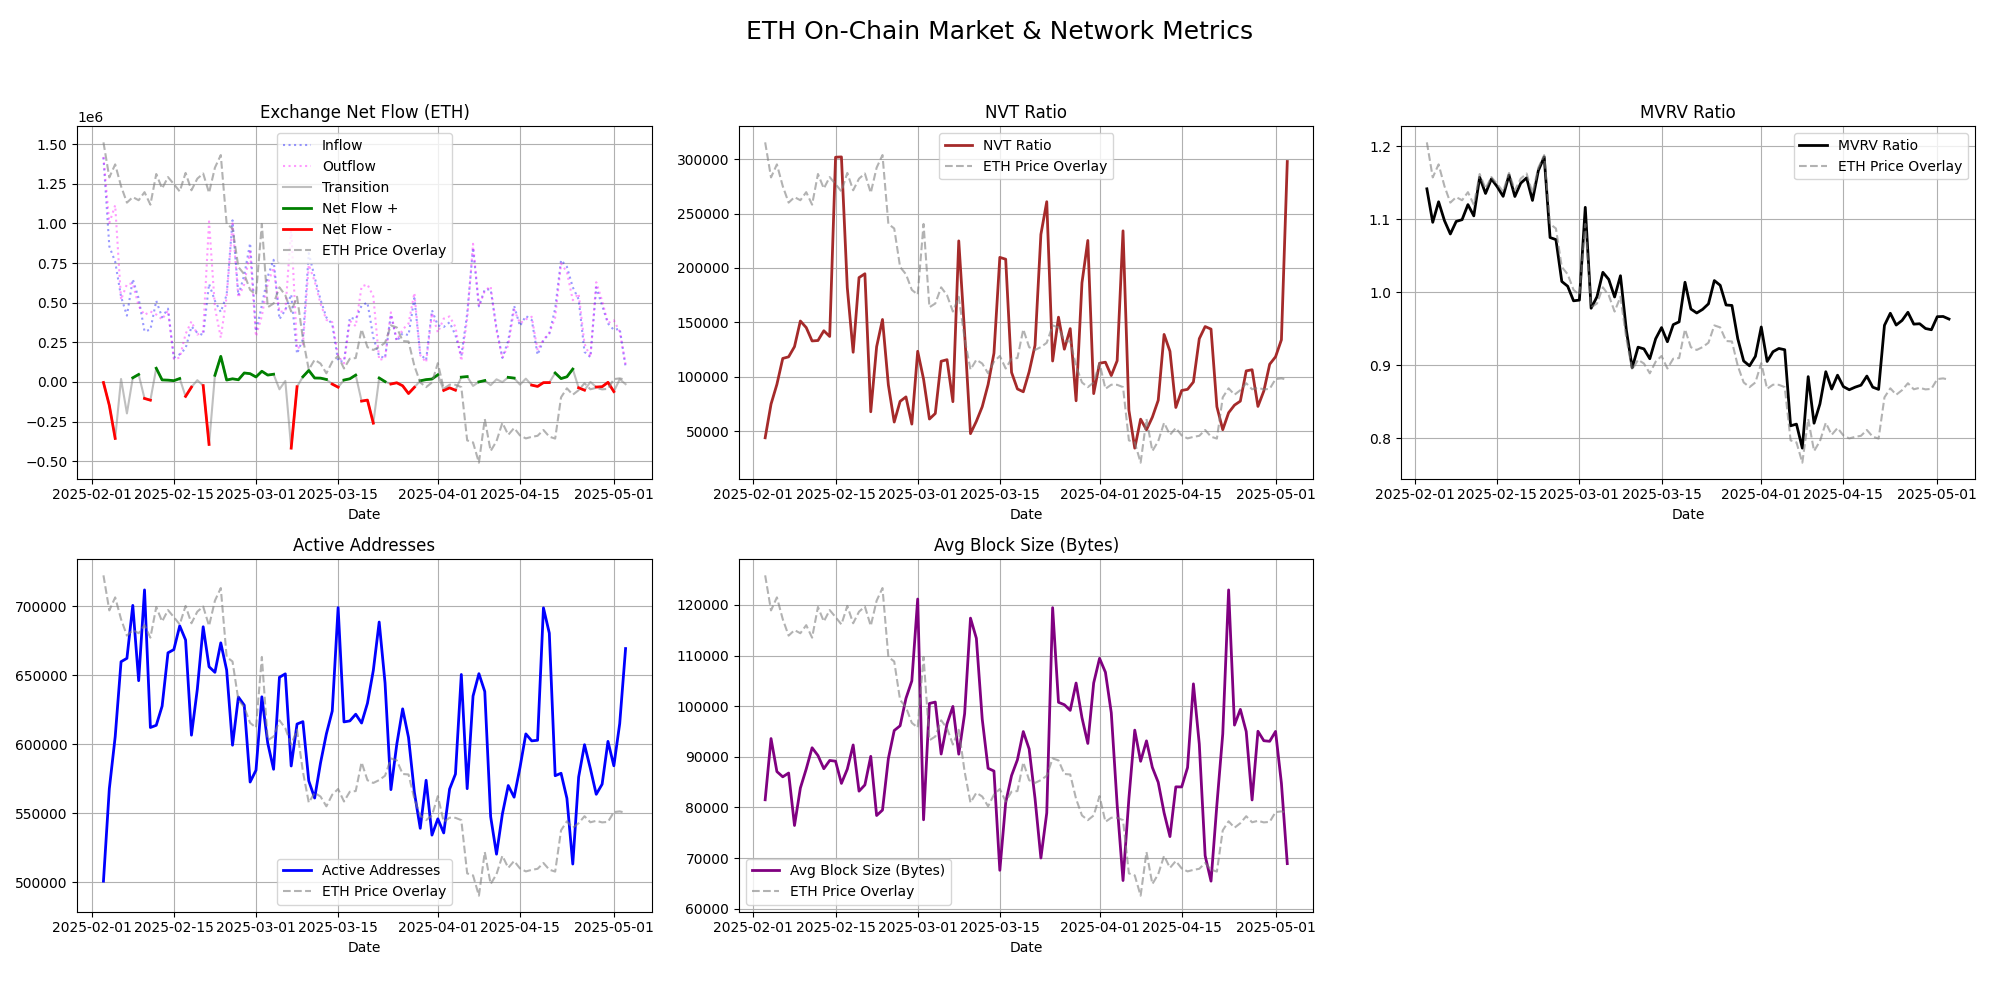 ETH On-Chain Market & Network Metrics
Exchange Net Flow (ETH)
1e6
1.50
1.25
1.00
0.75
0.50
0.25
0.00
−0.25
−0.50
Inflow
Outflow
Transition
Net Flow +
Net Flow -
ETH Price Overlay
2025-02-01 2025-02-15 2025-03-01 2025-03-15 2025-04-01 2025-04-15 2025-05-01
Date
NVT Ratio
300000
250000
200000
150000
100000
50000
NVT Ratio
ETH Price Overlay
2025-02-01 2025-02-15 2025-03-01 2025-03-15 2025-04-01 2025-04-15 2025-05-01
Date
MVRV Ratio
1.2
1.1
1.0
0.9
0.8
MVRV Ratio
ETH Price Overlay
2025-02-01 2025-02-15 2025-03-01 2025-03-15 2025-04-01 2025-04-15 2025-05-01
Date
Active Addresses
700000
650000
600000
550000
500000
Active Addresses
ETH Price Overlay
2025-02-01 2025-02-15 2025-03-01 2025-03-15 2025-04-01 2025-04-15 2025-05-01
Date
Avg Block Size (Bytes)
120000
110000
100000
90000
80000
70000
60000
Avg Block Size (Bytes)
ETH Price Overlay
2025-02-01 2025-02-15 2025-03-01 2025-03-15 2025-04-01 2025-04-15 2025-05-01
Date